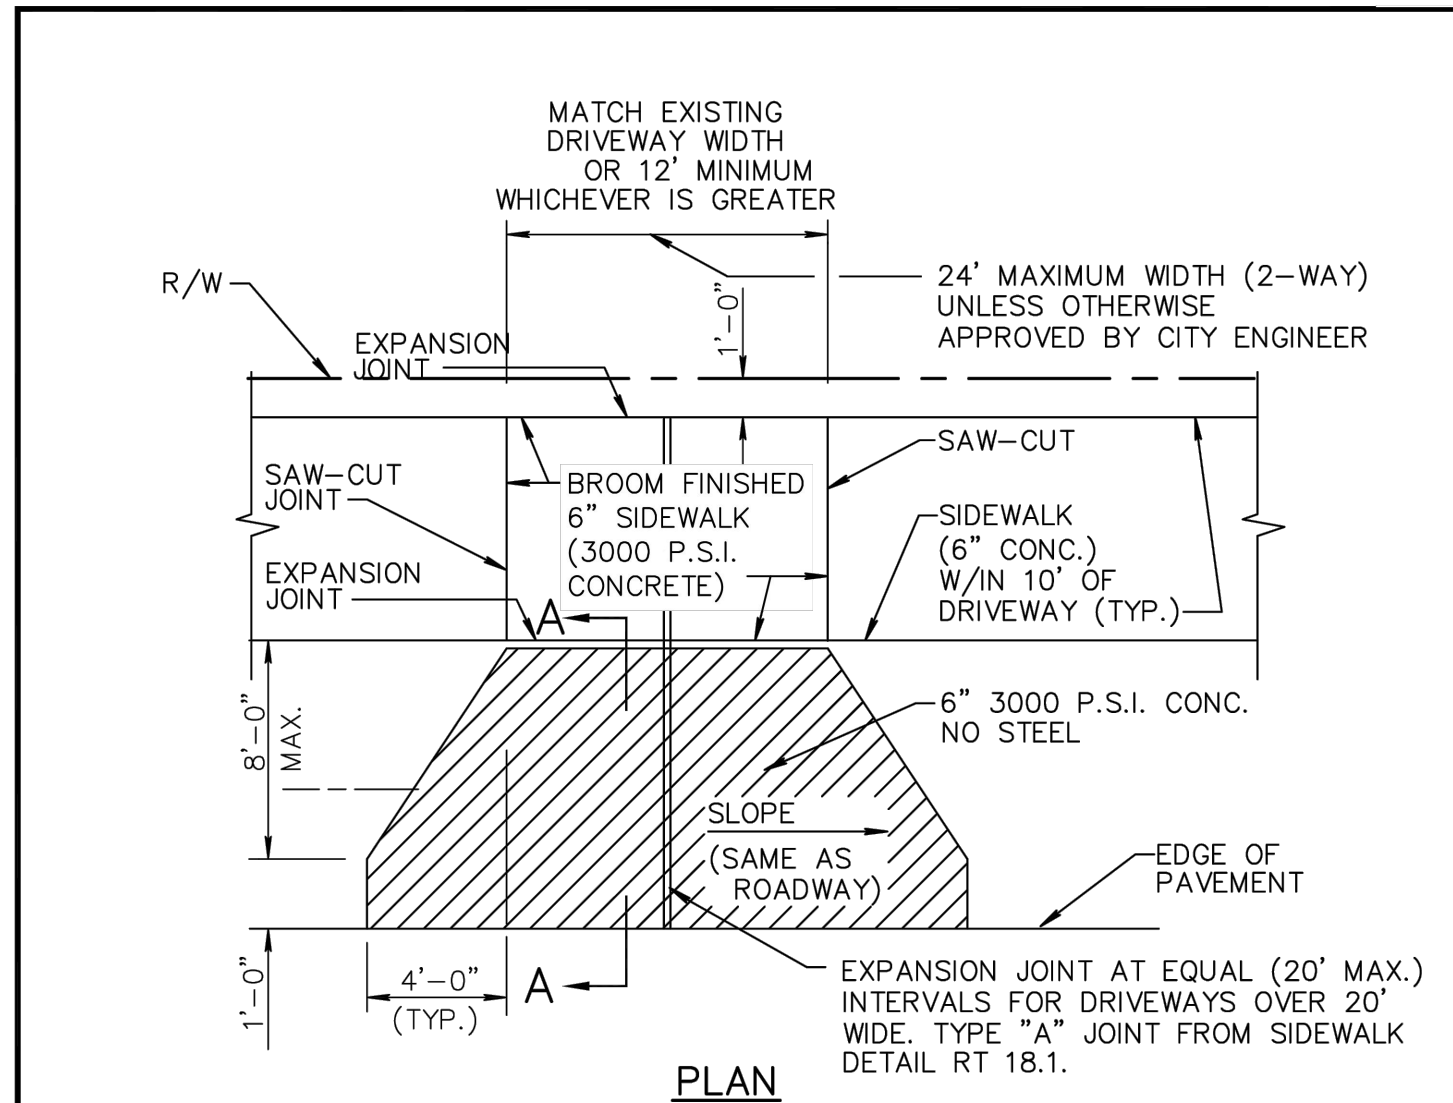 MATCH EXISTING
DRIVEWAY WIDTH
OR 12' MINIMUM
WHICHEVER IS GREATER
R/W
24' MAXIMUM WIDTH (2-WAY)
UNLESS OTHERWISE
APPROVED BY CITY ENGINEER
1'-0"
EXPANSION
JOINT
SAW-CUT
SAW-CUT
JOINT
BROOM FINISHED
6" SIDEWALK
(3000 P.S.I.
CONCRETE)
SIDEWALK
(6" CONC.)
W/IN 10' OF
DRIVEWAY (TYP.)
EXPANSION
JOINT
A
8'-0"
MAX.
6" 3000 P.S.I. CONC.
NO STEEL
SLOPE
(SAME AS
ROADWAY)
EDGE OF
PAVEMENT
1'-0"
4'-0"
(TYP.)
A
EXPANSION JOINT AT EQUAL (20' MAX.)
INTERVALS FOR DRIVEWAYS OVER 20'
WIDE. TYPE "A" JOINT FROM SIDEWALK
DETAIL RT 18.1.
PLAN